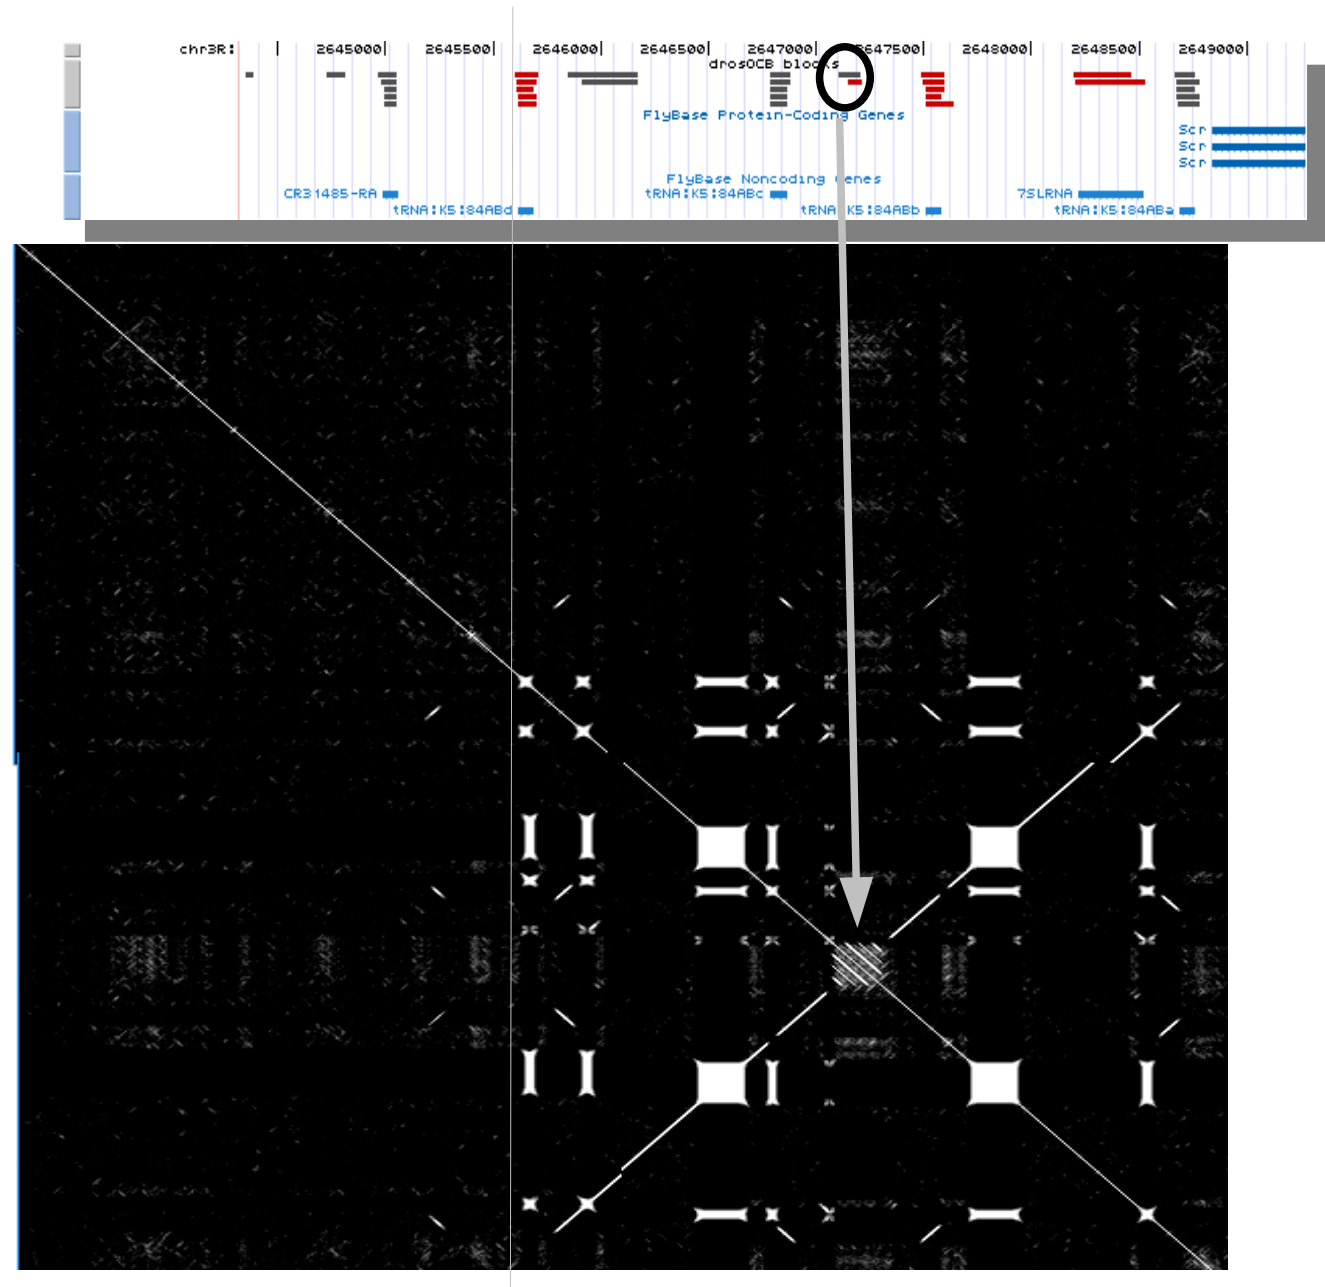 chr3R: 2645000 2645500 2646000 2646500 2647000 2647500 2648000 2648500 2649000
drosOCB blocks
FlyBase Protein-Coding Genes
Scr
Scr
Scr
FlyBase Noncoding Genes
CR31485-RA tRNA:K5:84ABc 7SLRNA
tRNA:K5:84ABd tRNA:K5:84ABb tRNA:K5:84ABa